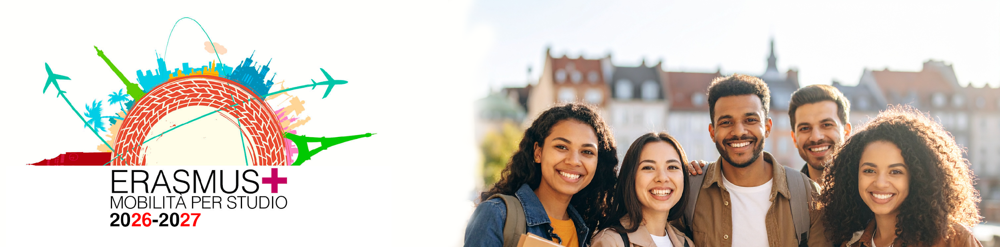 ERASMUS+
MOBILITÀ PER STUDIO
2026-2027